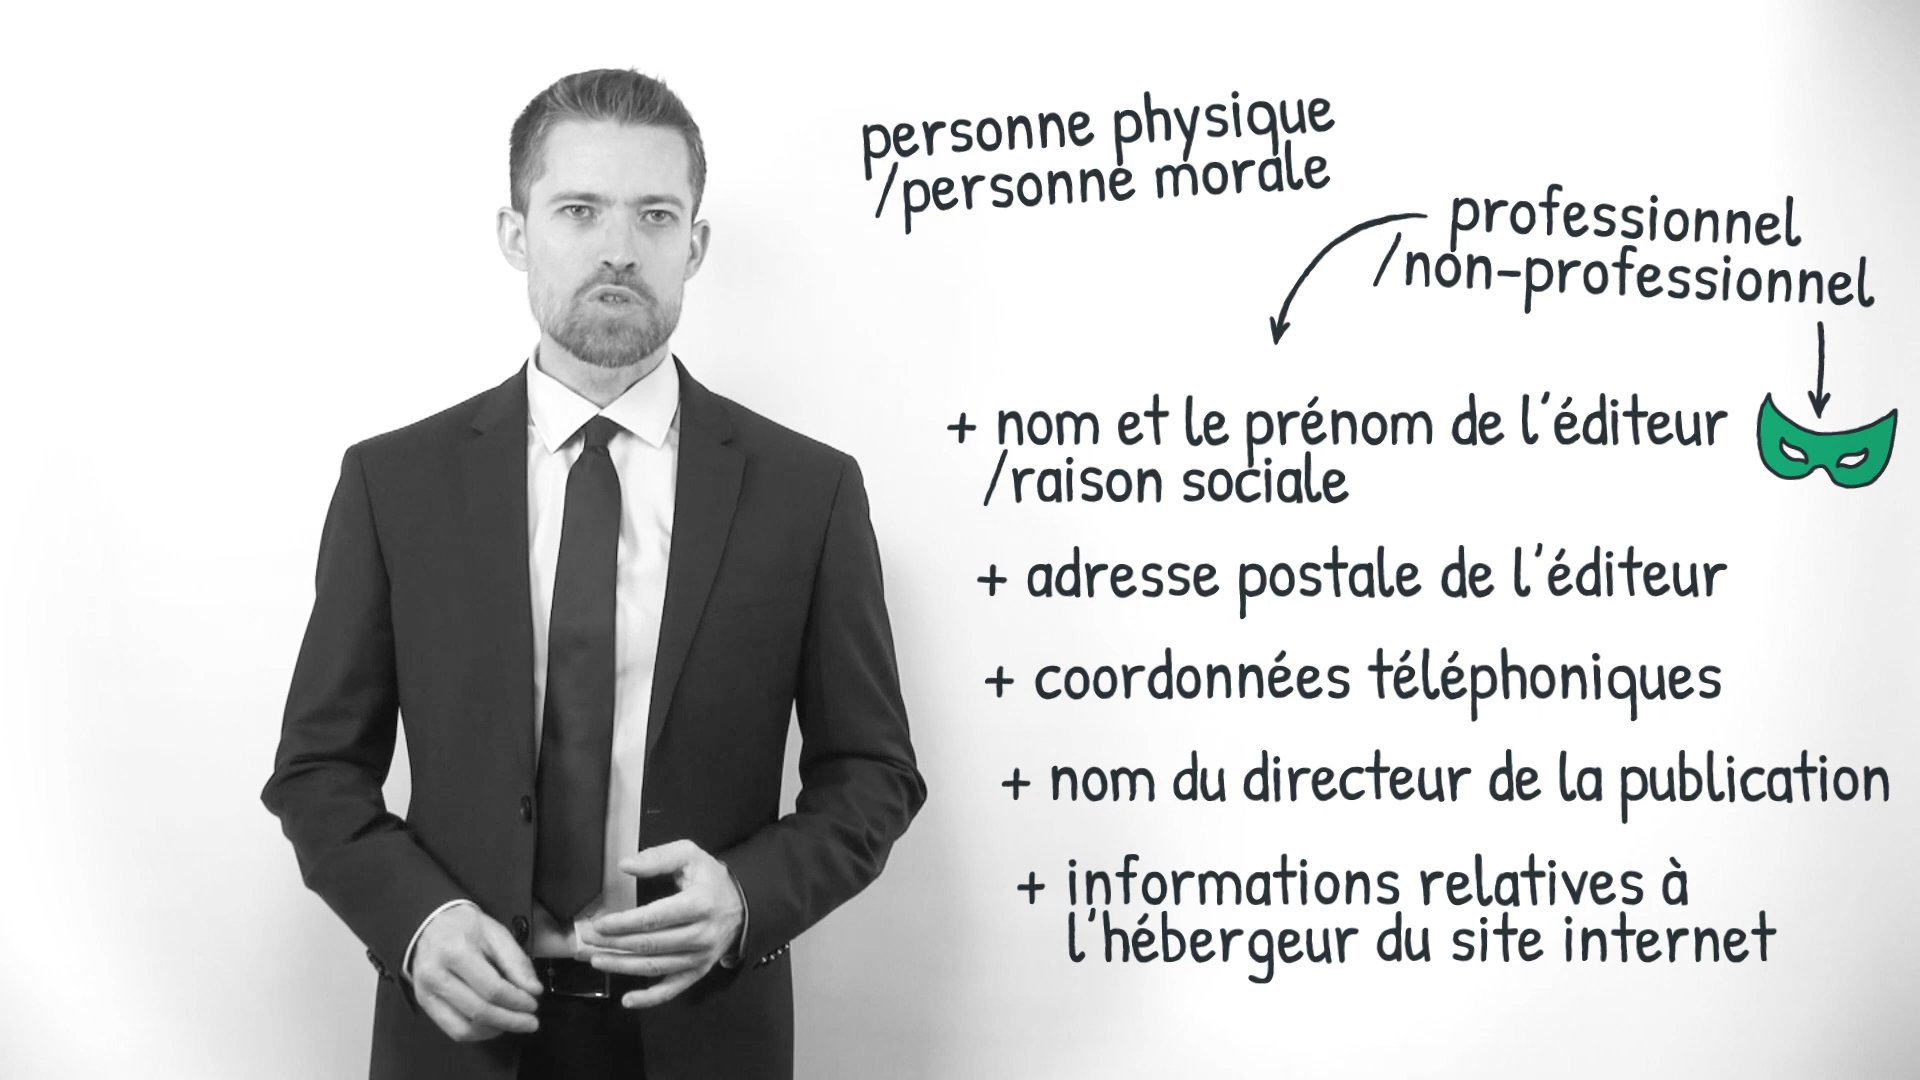 personne physique
/personne morale
professionnel
/non-professionnel
+ nom et le prénom de l'éditeur
/raison sociale
+ adresse postale de l'éditeur
+ coordonnées téléphoniques
+ nom du directeur de la publication
+ informations relatives à
l'hébergeur du site internet